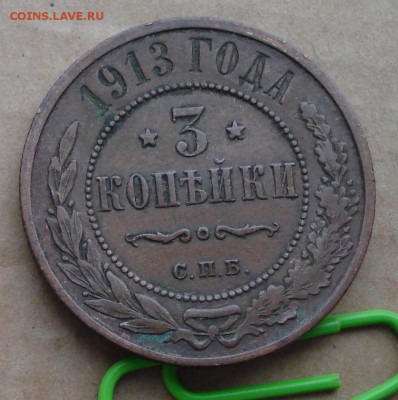 COINS.LAVE.RU
1913 ГОДА
3
КОПѢЙКИ
С.П.Б.